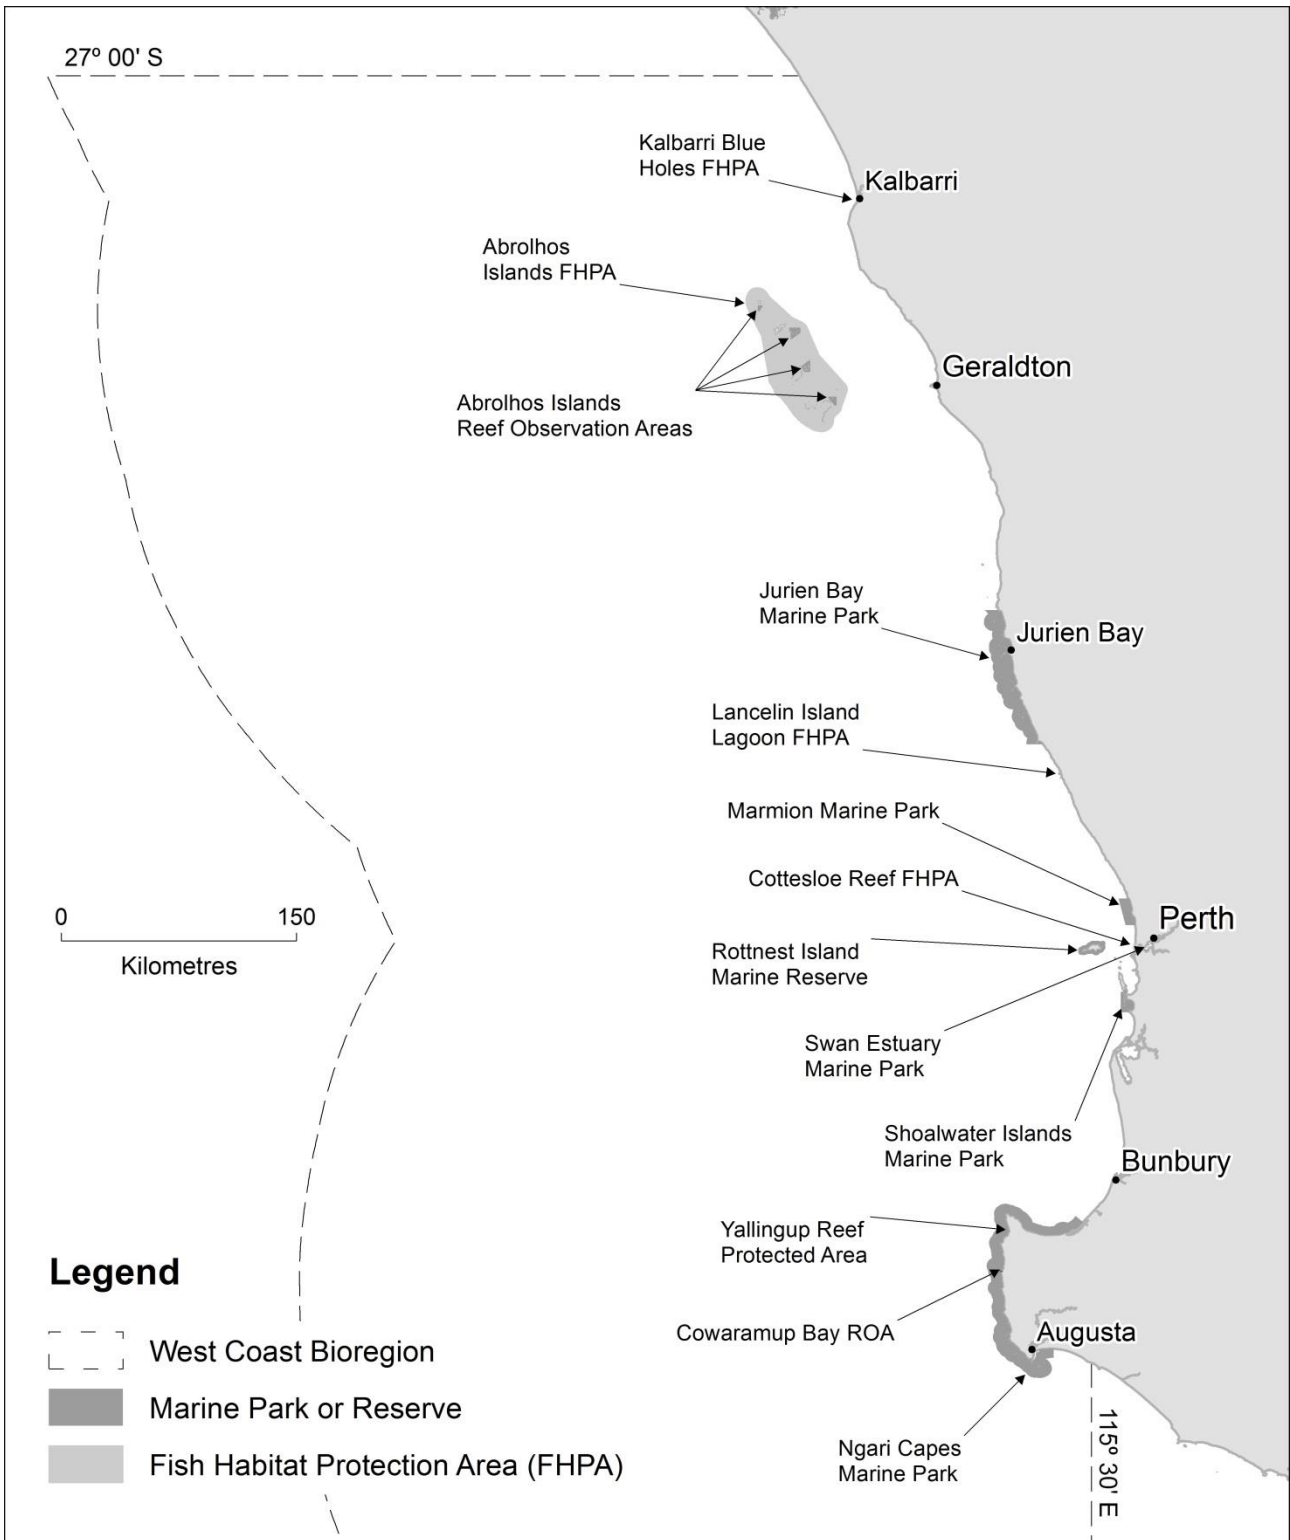 27º 00' S
Kalbarri Blue
Holes FHPA
Kalbarri
Abrolhos
Islands FHPA
Geraldton
Abrolhos Islands
Reef Observation Areas
Jurien Bay
Marine Park
Jurien Bay
Lancelin Island
Lagoon FHPA
Marmion Marine Park
Cottesloe Reef FHPA
Perth
0 150
Kilometres
Rottnest Island
Marine Reserve
Swan Estuary
Marine Park
Shoalwater Islands
Marine Park
Bunbury
Yallingup Reef
Protected Area
Cowaramup Bay ROA
Augusta
Ngari Capes
Marine Park
115º 30' E
Legend
West Coast Bioregion
Marine Park or Reserve
Fish Habitat Protection Area (FHPA)